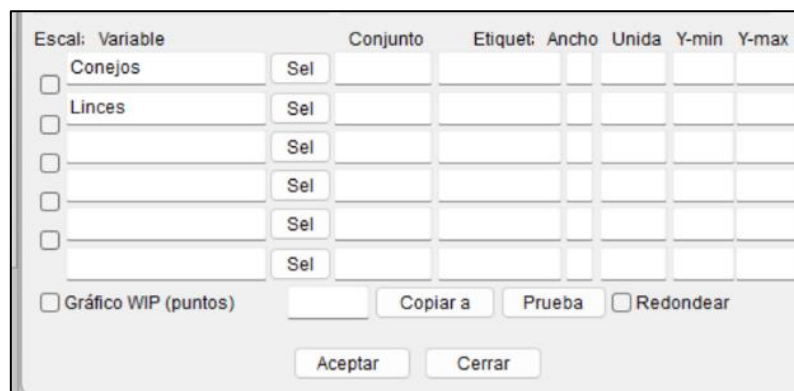 Escal: Variable Conjunto Etiquet: Ancho Unida Y-min Y-max
Conejos Sel
Linces Sel
Sel
Sel
Sel
Sel
Gráfico WIP (puntos) Copiar a Prueba Redondear
Aceptar Cerrar